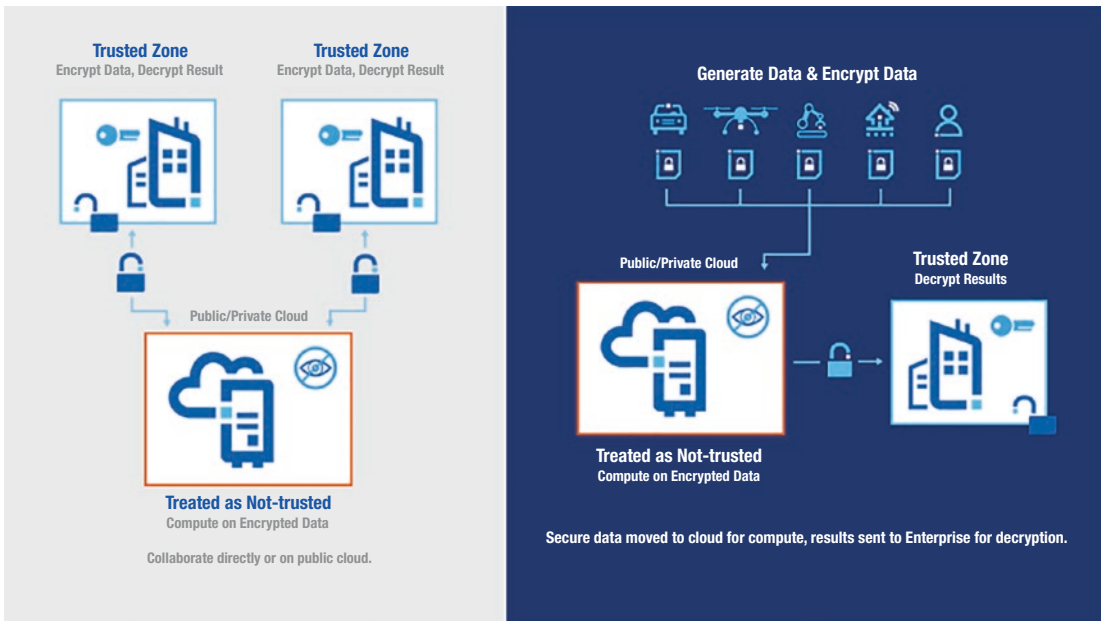 Trusted Zone
Encrypt Data, Decrypt Result
Trusted Zone
Encrypt Data, Decrypt Result
Public/Private Cloud
Treated as Not-trusted
Compute on Encrypted Data
Collaborate directly or on public cloud.
Generate Data & Encrypt Data
Public/Private Cloud
Trusted Zone
Decrypt Results
Treated as Not-trusted
Compute on Encrypted Data
Secure data moved to cloud for compute, results sent to Enterprise for decryption.